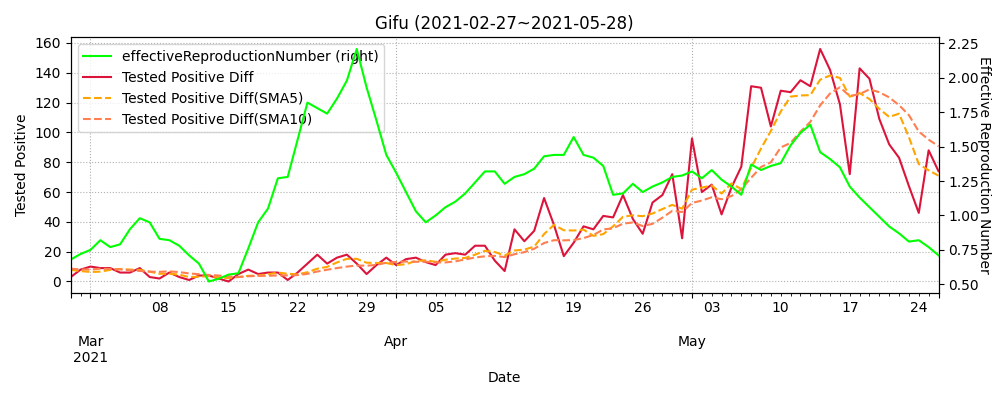 Gifu (2021-02-27~2021-05-28)
effectiveReproductionNumber (right)
Tested Positive Diff
Tested Positive Diff(SMA5)
Tested Positive Diff(SMA10)
Tested Positive
160
140
120
100
80
60
40
20
0
2.25
2.00
1.75
1.50
1.25
1.00
0.75
0.50
Effective Reproduction Number
08 15 22 29 05 12 19 26 03 10 17 24
Mar Apr May
2021
Date